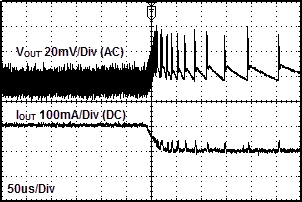 VOUT 20mV/Div (AC)
IOUT 100mA/Div (DC)
50us/Div